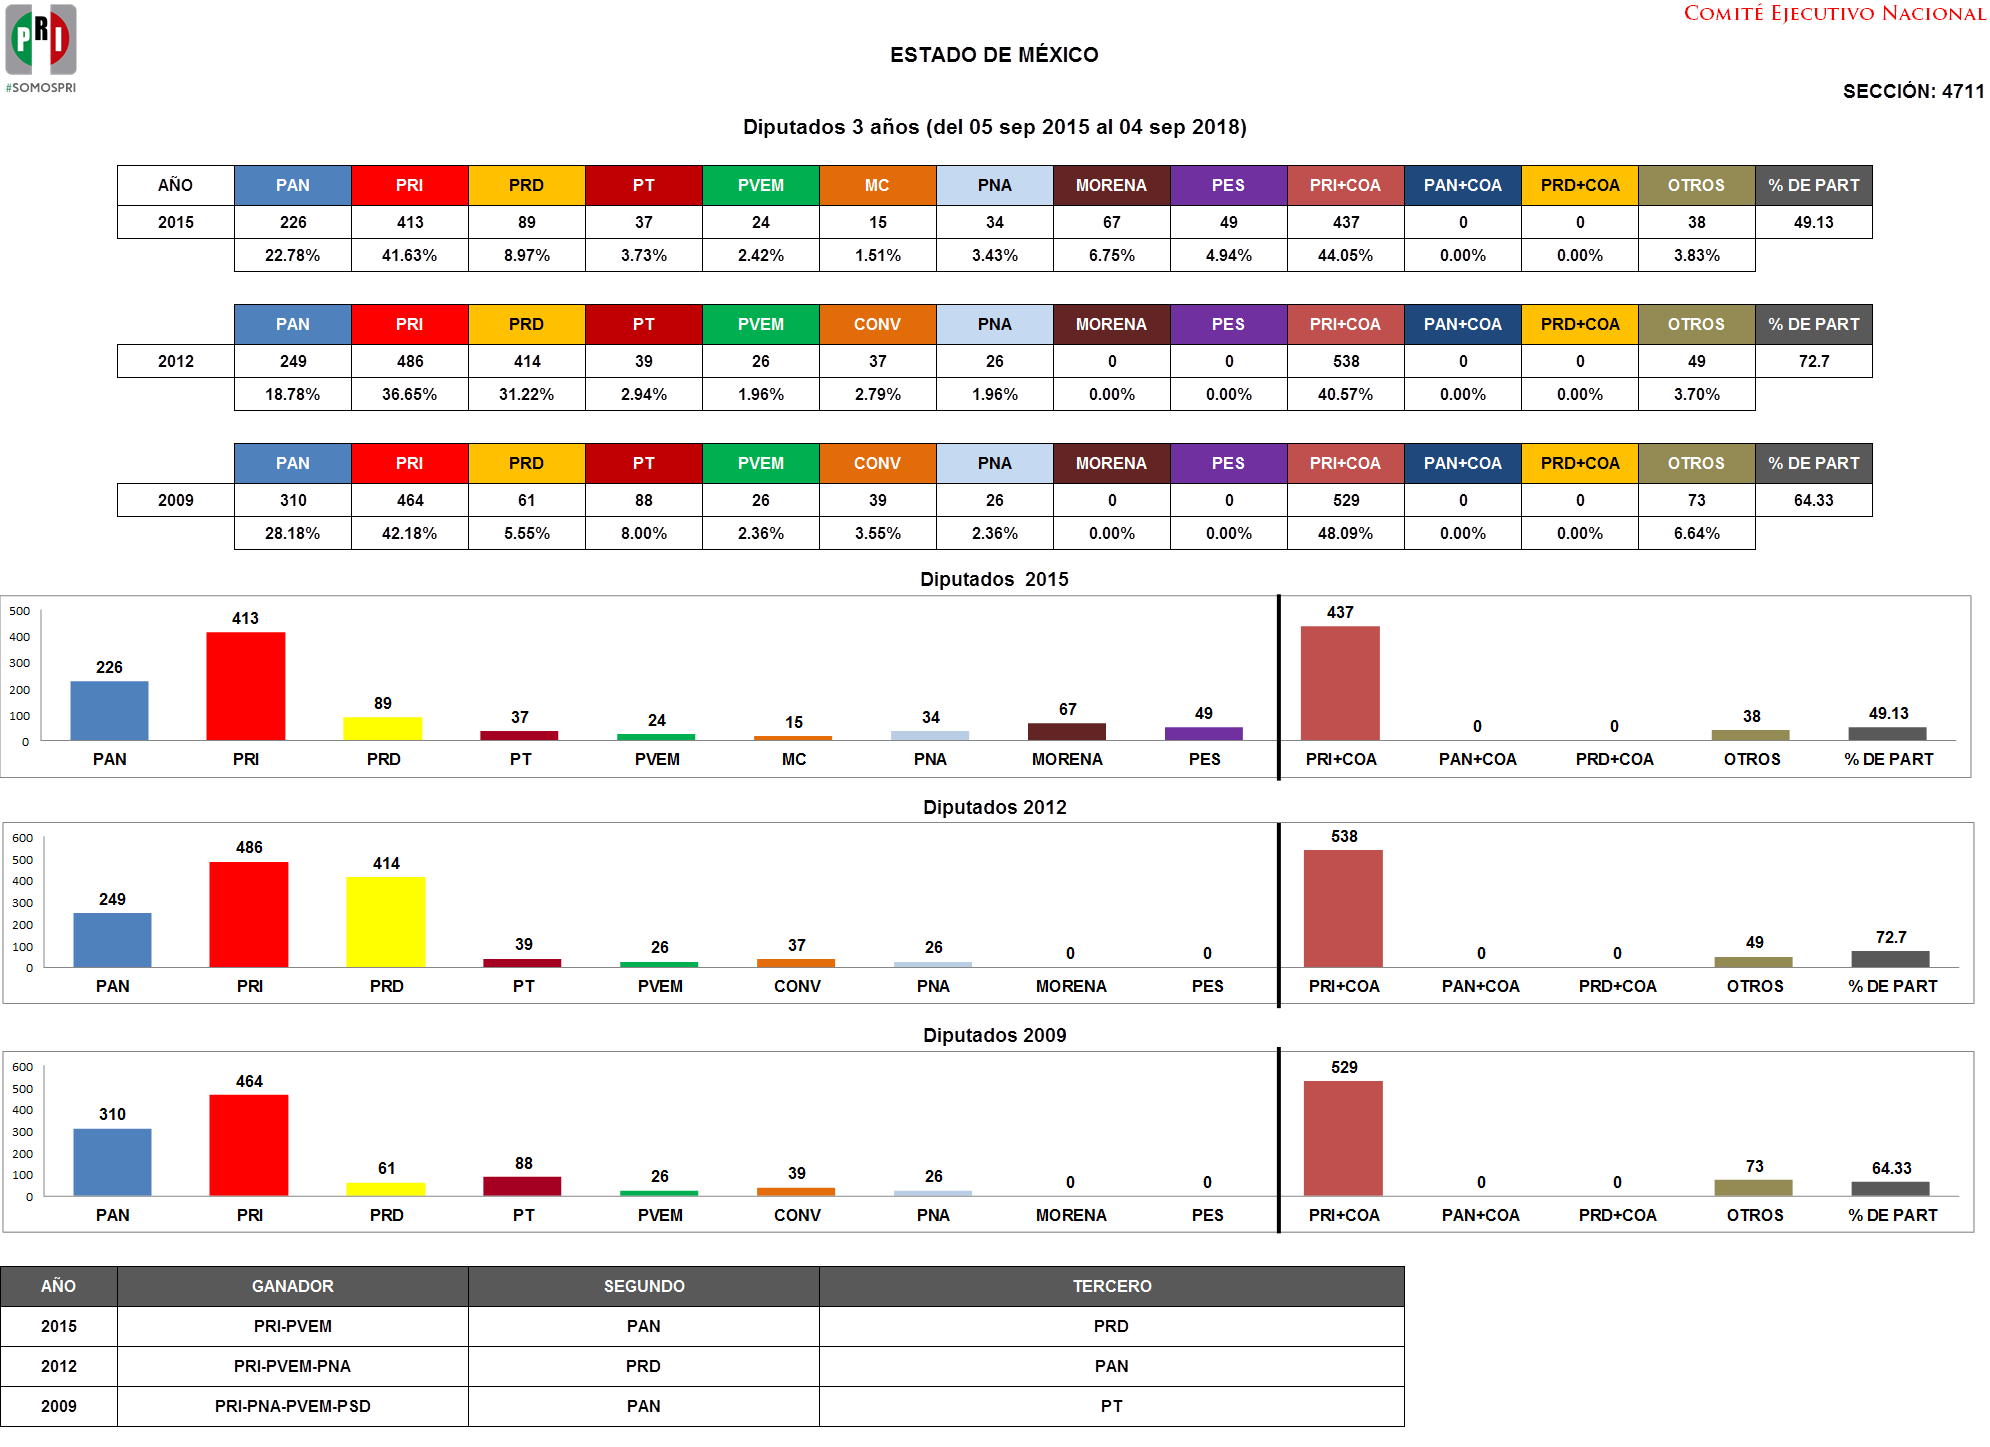 PRI
#SOMOSPRI
COMITÉ EJECUTIVO NACIONAL
ESTADO DE MÉXICO
SECCIÓN: 4711
Diputados 3 años (del 05 sep 2015 al 04 sep 2018)
AÑO PAN PRI PRD PT PVEM MC PNA MORENA PES PRI+COA PAN+COA PRD+COA OTROS % DE PART
2015 226 413 89 37 24 15 34 67 49 437 0 0 38 49.13
22.78% 41.63% 8.97% 3.73% 2.42% 1.51% 3.43% 6.75% 4.94% 44.05% 0.00% 0.00% 3.83%
PAN PRI PRD PT PVEM CONV PNA MORENA PES PRI+COA PAN+COA PRD+COA OTROS % DE PART
2012 249 486 414 39 26 37 26 0 0 538 0 0 49 72.7
18.78% 36.65% 31.22% 2.94% 1.96% 2.79% 1.96% 0.00% 0.00% 40.57% 0.00% 0.00% 3.70%
PAN PRI PRD PT PVEM CONV PNA MORENA PES PRI+COA PAN+COA PRD+COA OTROS % DE PART
2009 310 464 61 88 26 39 26 0 0 529 0 0 73 64.33
28.18% 42.18% 5.55% 8.00% 2.36% 3.55% 2.36% 0.00% 0.00% 48.09% 0.00% 0.00% 6.64%
Diputados 2015
500
400
300
200
100
0
226 413 89 37 24 15 34 67 49 437 0 0 38 49.13
PAN PRI PRD PT PVEM MC PNA MORENA PES PRI+COA PAN+COA PRD+COA OTROS % DE PART
Diputados 2012
600
500
400
300
200
100
0
249 486 414 39 26 37 26 0 0 538 0 0 49 72.7
PAN PRI PRD PT PVEM CONV PNA MORENA PES PRI+COA PAN+COA PRD+COA OTROS % DE PART
Diputados 2009
600
500
400
300
200
100
0
310 464 61 88 26 39 26 0 0 529 0 0 73 64.33
PAN PRI PRD PT PVEM CONV PNA MORENA PES PRI+COA PAN+COA PRD+COA OTROS % DE PART
AÑO GANADOR SEGUNDO TERCERO
2015 PRI-PVEM PAN PRD
2012 PRI-PVEM-PNA PRD PAN
2009 PRI-PNA-PVEM-PSD PAN PT